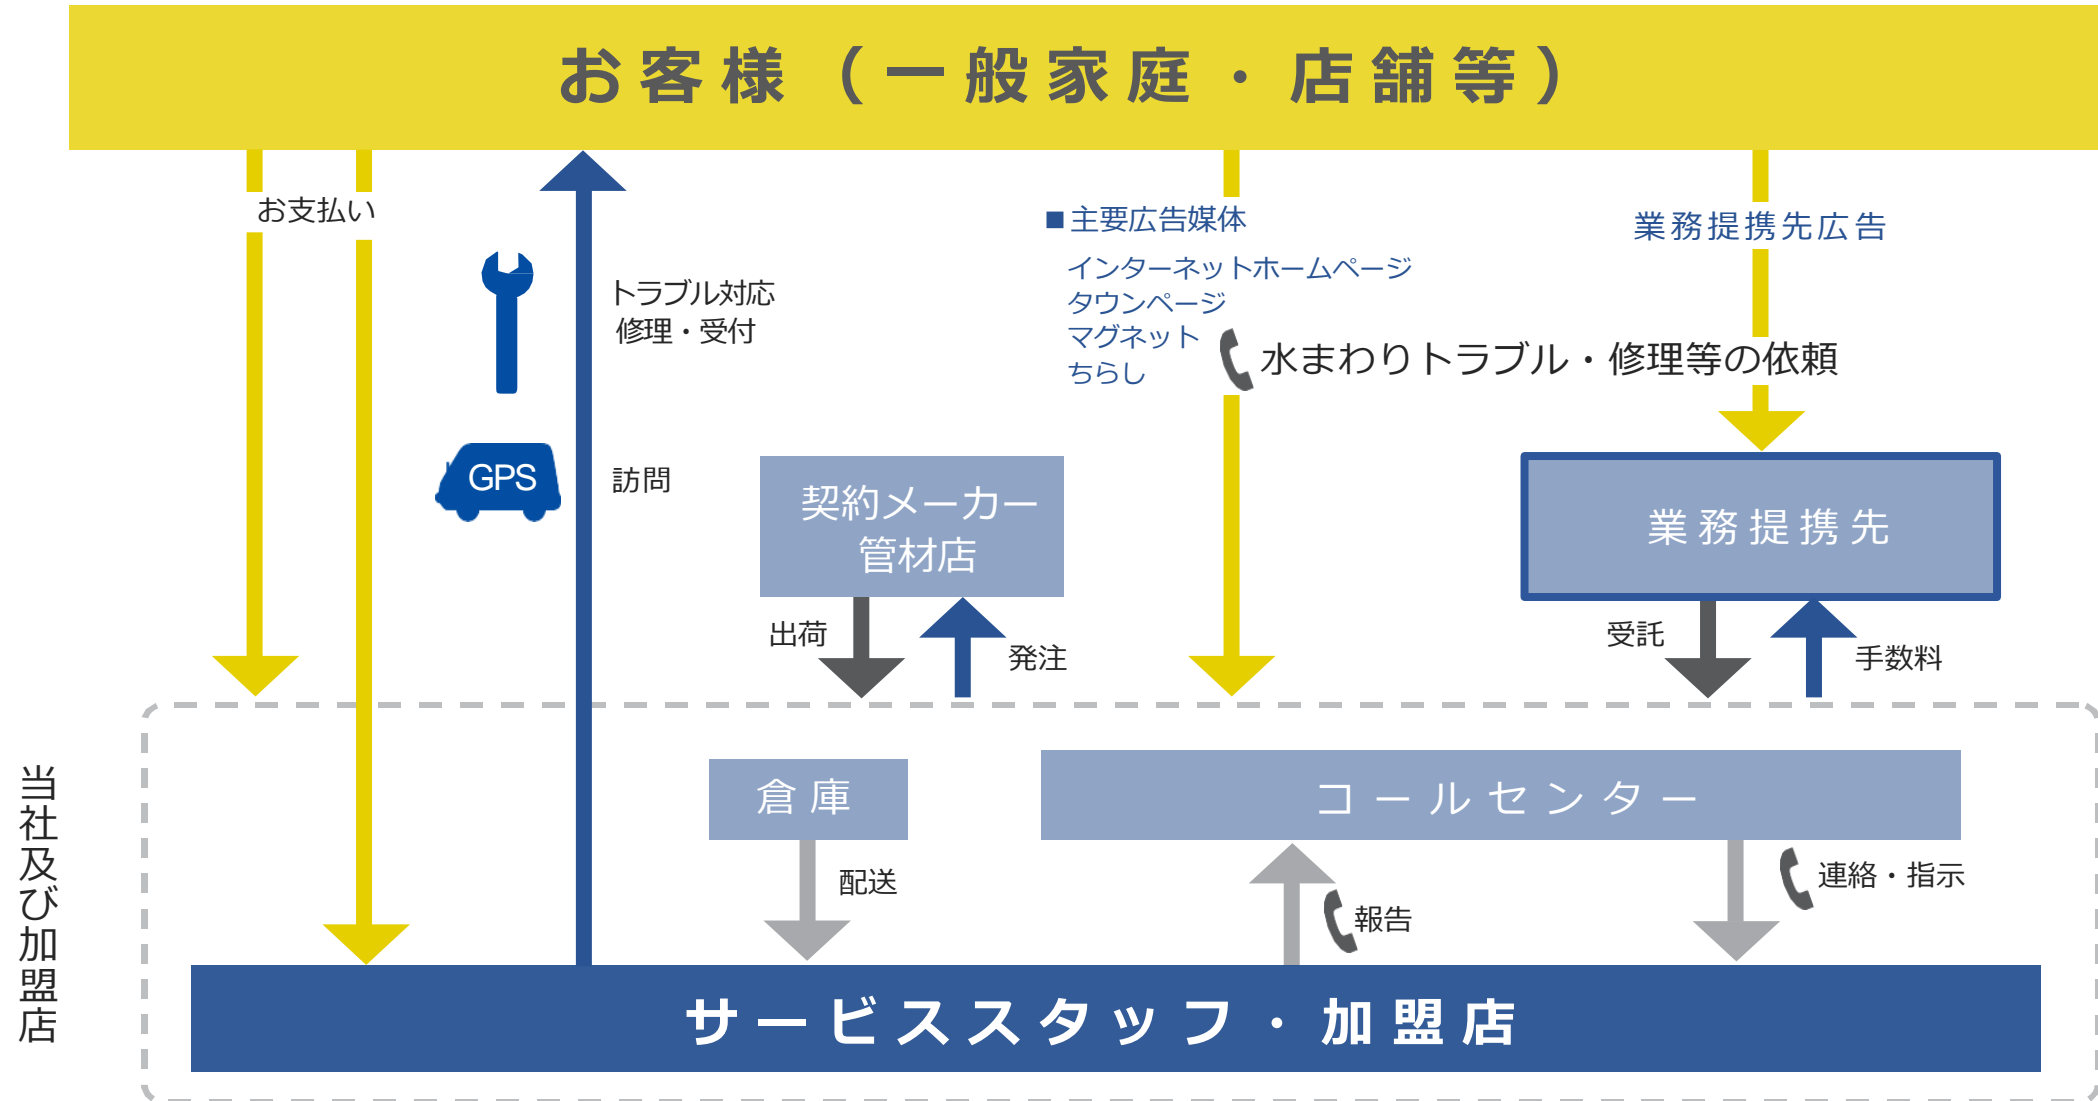 お客様（一般家庭・店舗等）
お支払い
トラブル対応
修理・受付
GPS
訪問
■主要広告媒体
インターネットホームページ
タウンページ
マグネット
ちらし
業務提携先広告
水まわりトラブル・修理等の依頼
契約メーカー
管材店
業務提携先
出荷
発注
受託
手数料
当社及び加盟店
倉庫
コールセンター
配送
報告
連絡・指示
サービススタッフ・加盟店